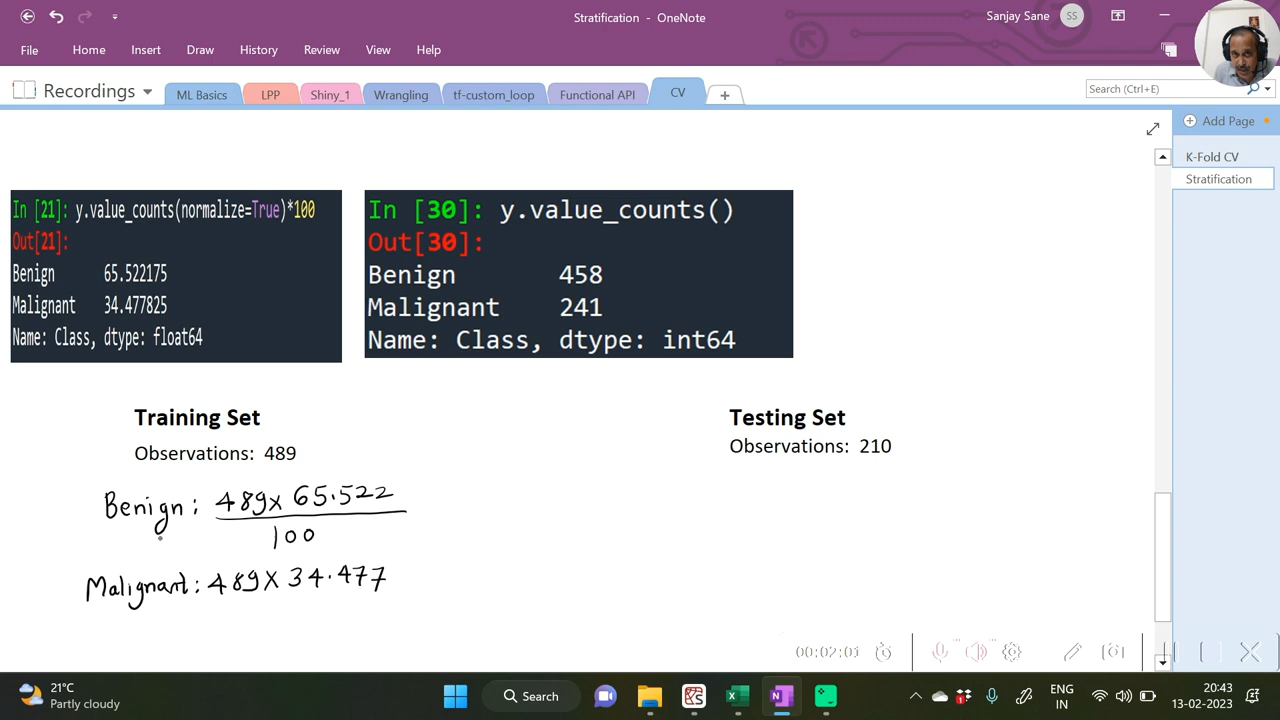 Stratification - OneNote
Sanjay Sane SS
File Home Insert Draw History Review View Help
Recordings ML Basics LPP Shiny_1 Wrangling tf-custom_loop Functional API CV
Search (Ctrl+E)
Add Page
K-Fold CV
Stratification
In [21]: y.value_counts(normalize=True)*100
Out[21]:
Benign 65.522175
Malignant 34.477825
Name: Class, dtype: float64
In [30]: y.value_counts()
Out[30]:
Benign 458
Malignant 241
Name: Class, dtype: int64
Training Set
Observations: 489
Benign: 489 x 65.522
100
Malignant: 489 X 34.477
Testing Set
Observations: 210
00:02:01
21°C
Partly cloudy
Search
ENG
IN
20:43
13-02-2023